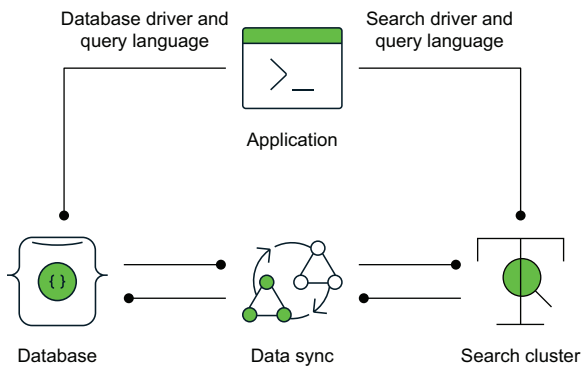 Database driver and
query language
Search driver and
query language
>_
Application
{ }
Database
Data sync
Search cluster